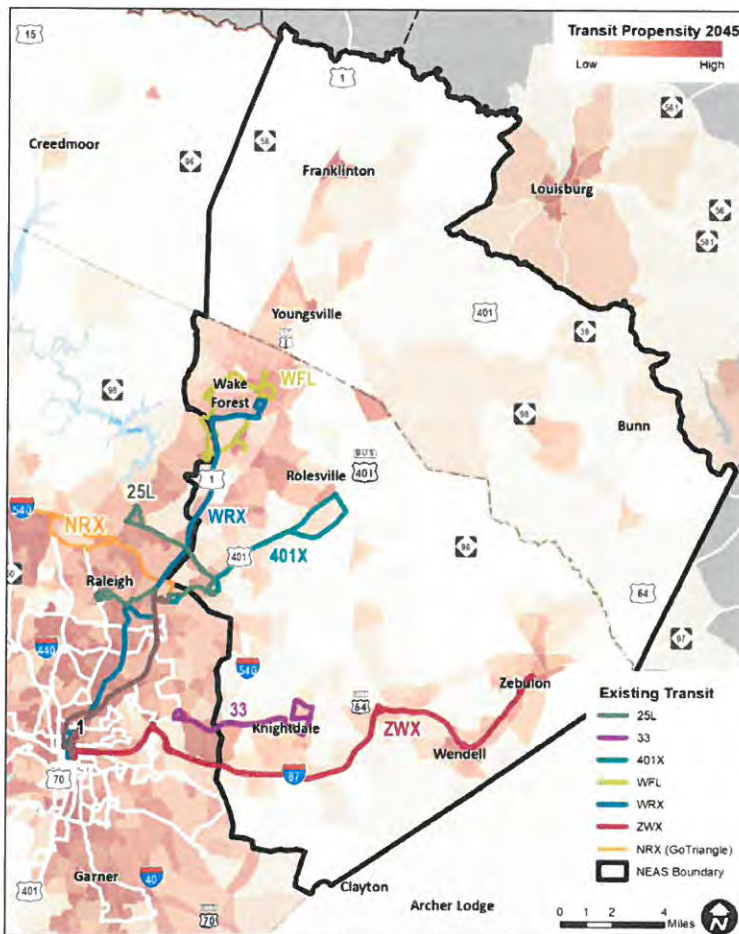 Transit Propensity 2045
Low High
15
1
561
Creedmoor
96
56
Franklinton
Louisburg
56
581
401
39
Youngsville
1
98
WFL
Wake
Forest
98
Bunn
BUS
401
Rolesville
25L
1
540
NRX
WRX
401
401X
96
Raleigh
64
97
440
540
Zebulon
33
64
Knightdale
ZWX
Wendell
1
70
87
Garner
40
401
70
Clayton
Archer Lodge
Existing Transit
25L
33
401X
WFL
WRX
ZWX
NRX (GoTriangle)
NEAS Boundary
0 2 4
Miles